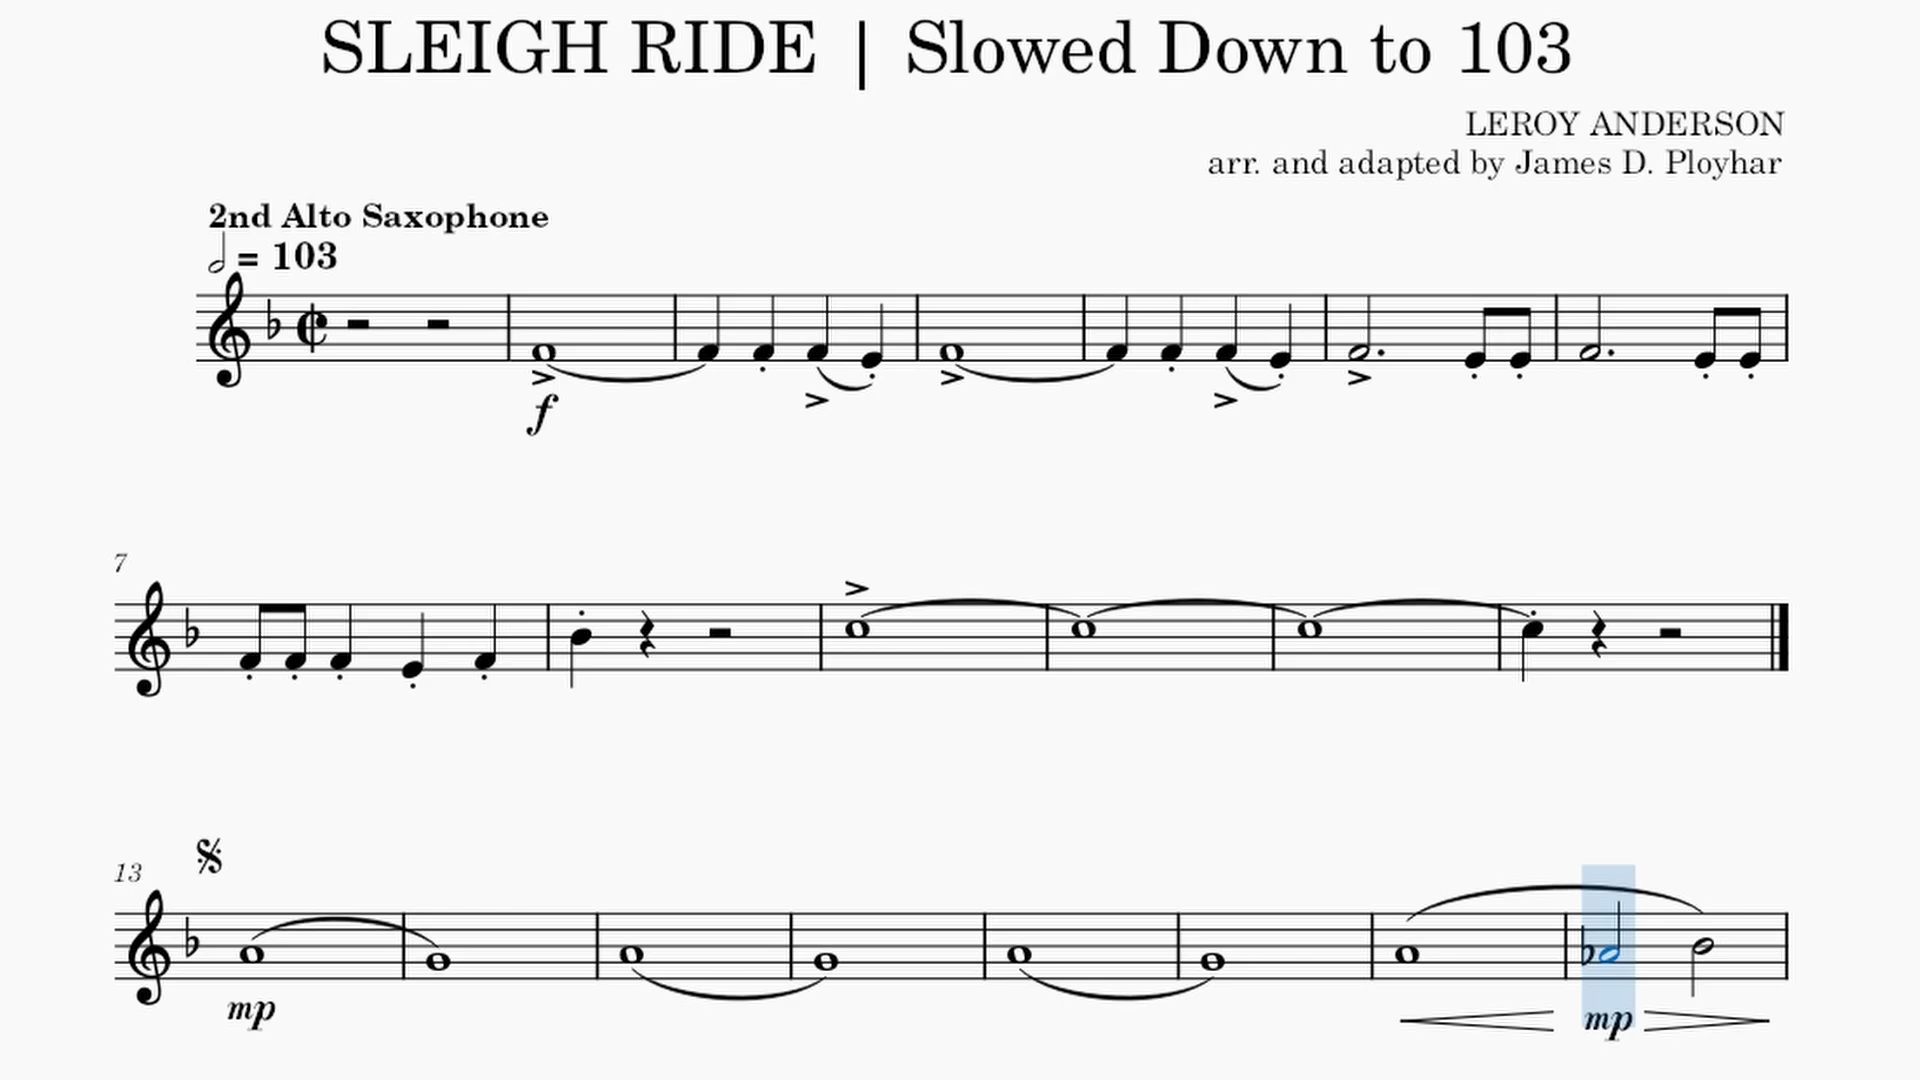 SLEIGH RIDE | Slowed Down to 103
LEROY ANDERSON
arr. and adapted by James D. Ployhar
2nd Alto Saxophone
= 103
f
7
13
mp
mp